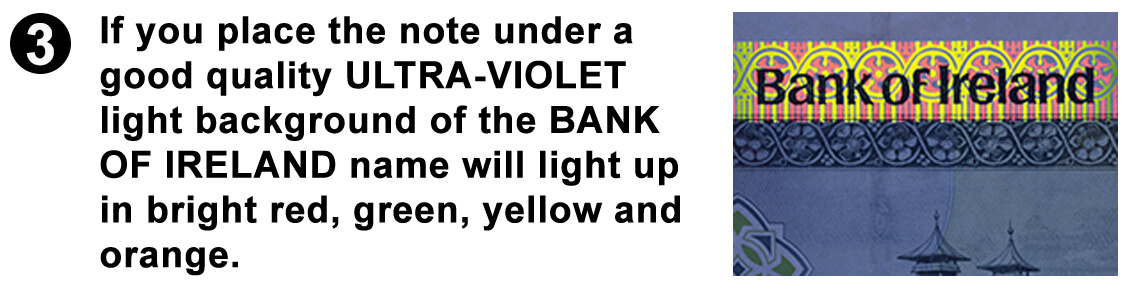 3
If you place the note under a
good quality ULTRA-VIOLET
light background of the BANK
OF IRELAND name will light up
in bright red, green, yellow and
orange.
Bank of Ireland